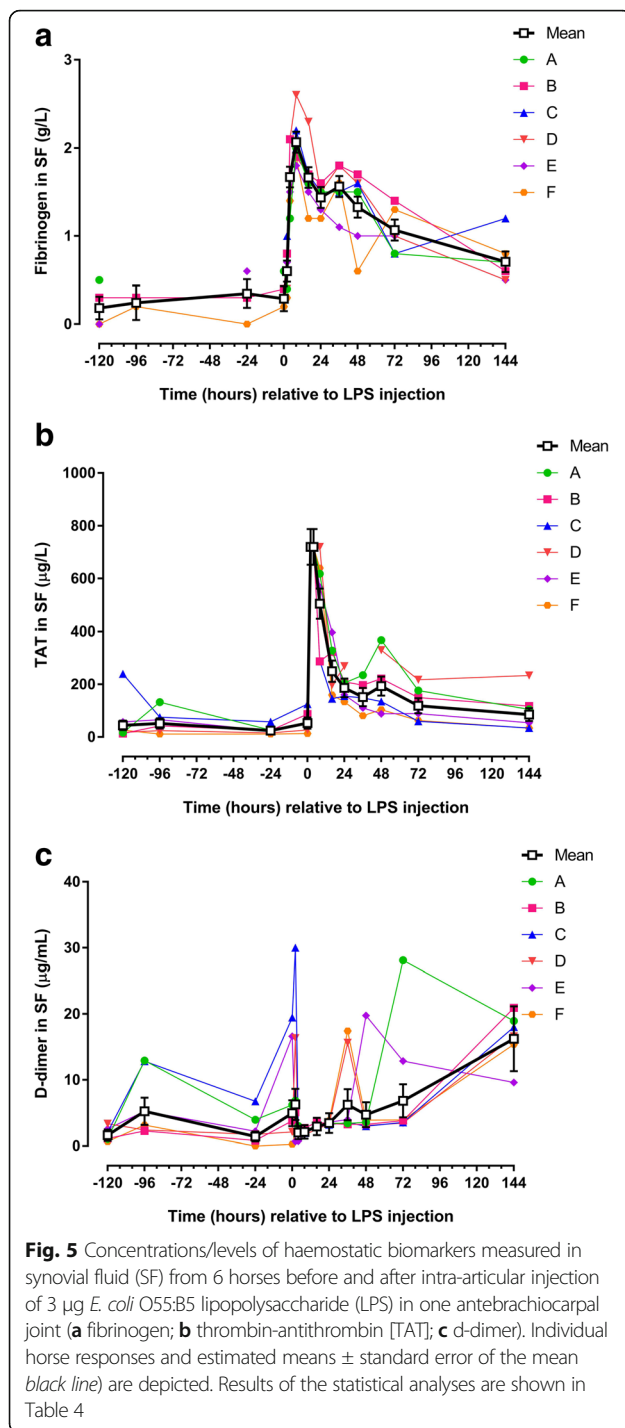 a
Mean
A
B
C
D
E
F
Fibrinogen in SF (g/L)
3
2
1
0
-120 -96 -72 -48 -24 0 24 48 72 96 120 144
Time (hours) relative to LPS injection
b
Mean
A
B
C
D
E
F
TAT in SF (µg/L)
1000
800
600
400
200
0
-120 -96 -72 -48 -24 0 24 48 72 96 120 144
Time (hours) relative to LPS injection
c
Mean
A
B
C
D
E
F
D-dimer in SF (µg/mL)
40
30
20
10
0
-120 -96 -72 -48 -24 0 24 48 72 96 120 144
Time (hours) relative to LPS injection
Fig. 5 Concentrations/levels of haemostatic biomarkers measured in
synovial fluid (SF) from 6 horses before and after intra-articular injection
of 3 µg E. coli O55:B5 lipopolysaccharide (LPS) in one antebrachiocarpal
joint (a fibrinogen; b thrombin-antithrombin [TAT]; c d-dimer). Individual
horse responses and estimated means ± standard error of the mean
black line) are depicted. Results of the statistical analyses are shown in
Table 4